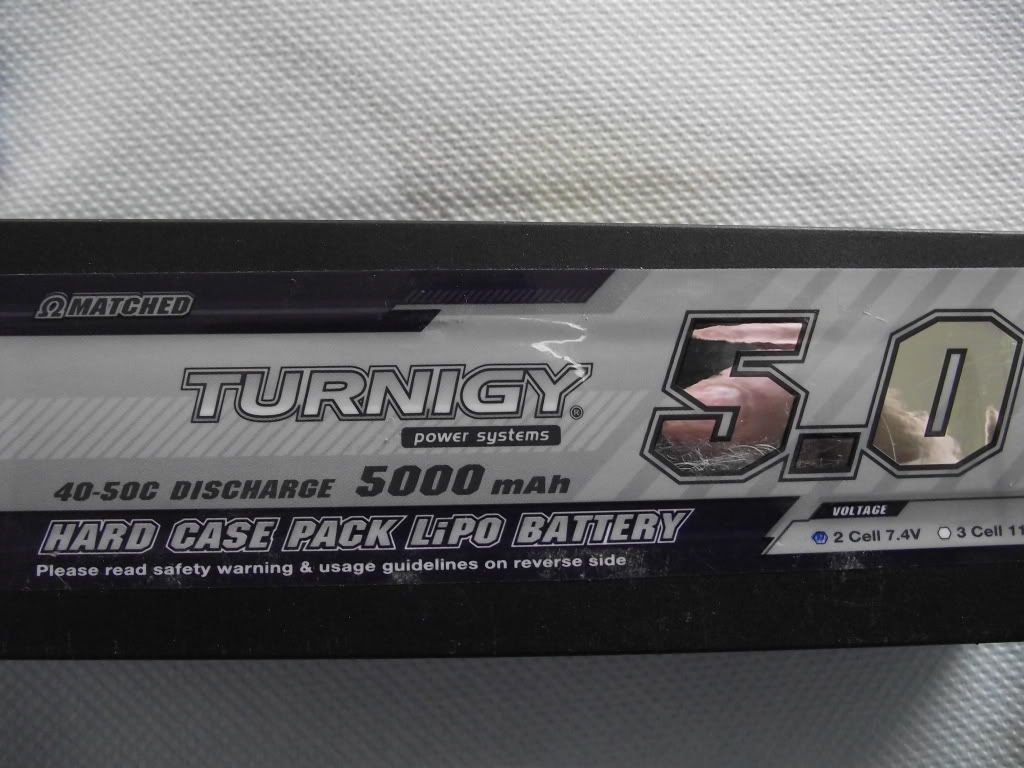 Ω MATCHED
TURNIGY®
power systems
40-50C DISCHARGE 5000 mAh
5.0
HARD CASE PACK LiPO BATTERY
Please read safety warning & usage guidelines on reverse side
VOLTAGE
2 Cell 7.4V 3 Cell 11